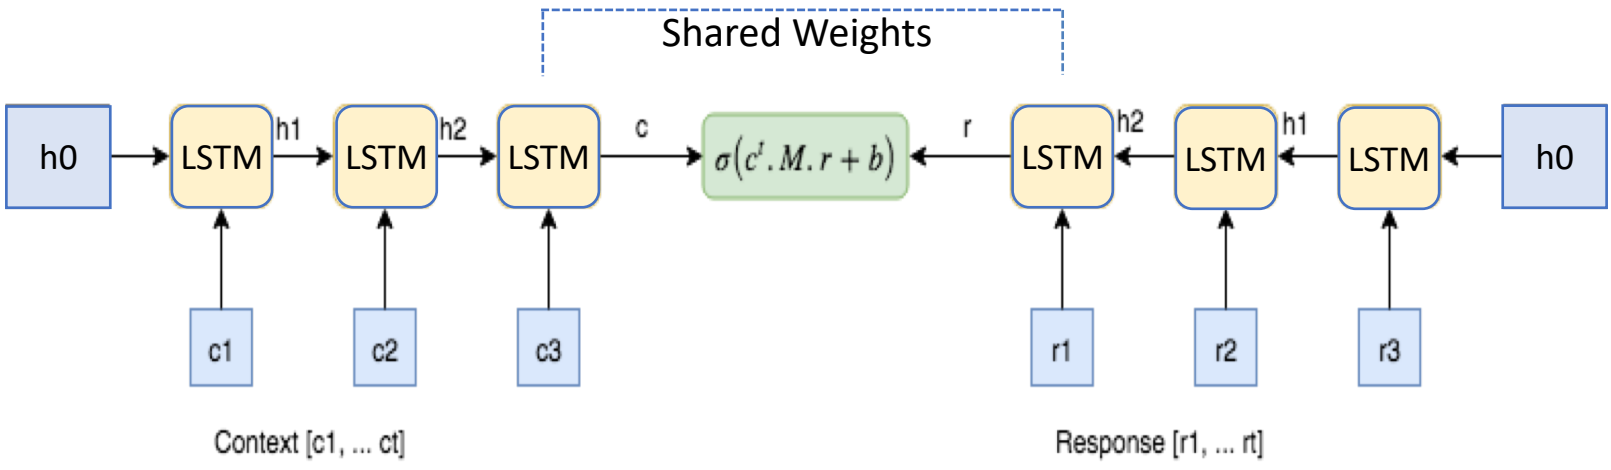 Shared Weights
h0
LSTM
h1
LSTM
h2
LSTM
c
σ(cᵗ.M.r + b)
r
LSTM
h2
LSTM
h1
LSTM
h0
c1
c2
c3
r1
r2
r3
Context [c1, ... ct]
Response [r1, ... rt]